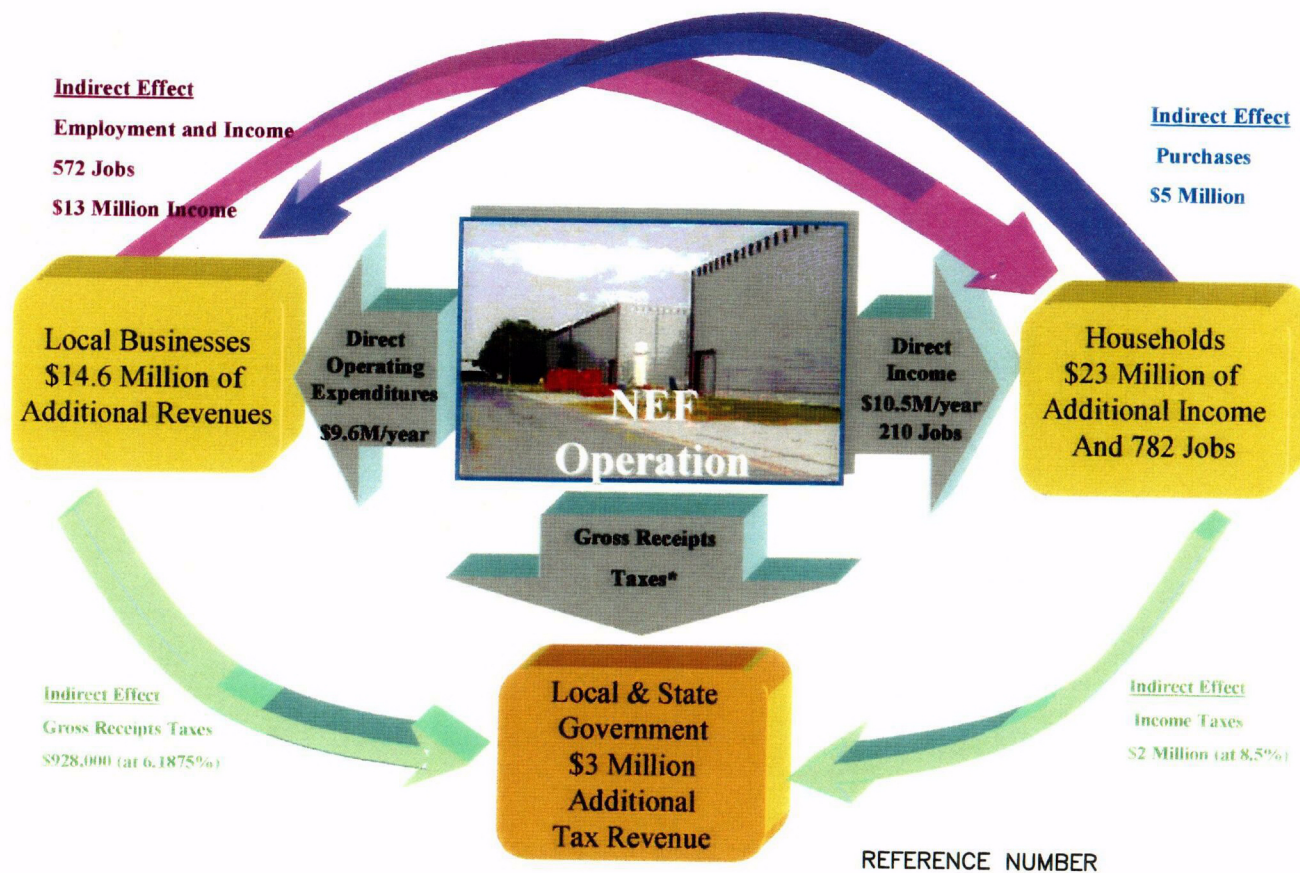 Indirect Effect
Employment and Income
572 Jobs
$13 Million Income
Indirect Effect
Purchases
$5 Million
Local Businesses
$14.6 Million of
Additional Revenues
Direct
Operating
Expenditures
$9.6M/year
NEF
Operation
Direct
Income
$10.5M/year
210 Jobs
Households
$23 Million of
Additional Income
And 782 Jobs
Gross Receipts
Taxes*
Indirect Effect
Gross Receipts Taxes
$928,000 (at 6.1875%)
Local & State
Government
$3 Million
Additional
Tax Revenue
Indirect Effect
Income Taxes
$2 Million (at 8.5%)
REFERENCE NUMBER